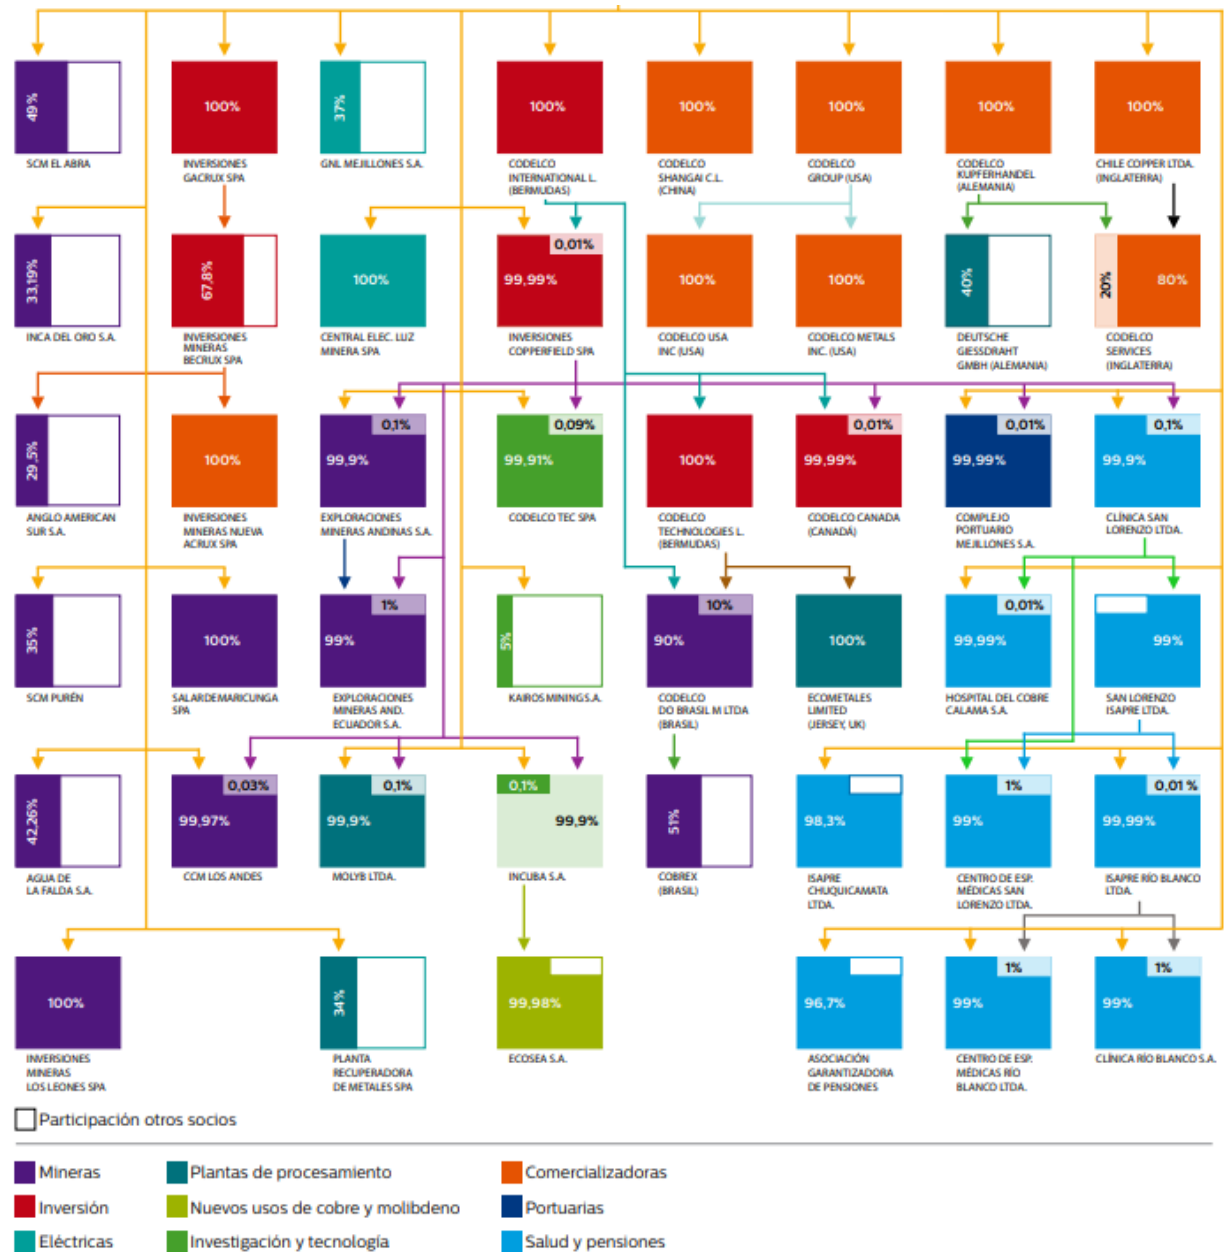 49%
100%
37%
100%
100%
100%
100%
100%
SCM EL ABRA
INVERSIONES
GACRUX SPA
GNL MEJILLONES S.A.
CODELCO
INTERNATIONAL L.
(BERMUDAS)
CODELCO
SHANGAI C.L.
(CHINA)
CODELCO
GROUP (USA)
CODELCO
KUPFERHANDEL
(ALEMANIA)
CHILE COPPER LTDA.
(INGLATERRA)
33,19%
67,8%
100%
0,01%
99,99%
100%
100%
40%
20%
80%
INCA DEL ORO S.A.
INVERSIONES
MINERAS
BECRUX SPA
CENTRAL ELEC. LUZ
MINERA SPA
INVERSIONES
COPPERFIELD SPA
CODELCO USA
INC (USA)
CODELCO METALS
INC. (USA)
DEUTSCHE
GIESSDRAHT
GMBH (ALEMANIA)
CODELCO
SERVICES
(INGLATERRA)
29,5%
100%
0,1%
99,9%
0,09%
99,91%
100%
0,01%
99,99%
0,01%
99,99%
0,1%
99,9%
ANGLO AMERICAN
SUR S.A.
INVERSIONES
MINERAS NUEVA
ACRUX SPA
EXPLORACIONES
MINERAS ANDINAS S.A.
CODELCO TEC SPA
CODELCO
TECHNOLOGIES L.
(BERMUDAS)
CODELCO CANADA
(CANADÁ)
COMPLEJO
PORTUARIO
MEJILLONES S.A.
CLÍNICA SAN
LORENZO LTDA.
35%
100%
1%
99%
5%
10%
90%
100%
0,01%
99,99%
99%
SCM PURÉN
SALAR DE MARICUNGA
SPA
EXPLORACIONES
MINERAS AND.
ECUADOR S.A.
KAIROS MINING S.A.
CODELCO
DO BRASIL M LTDA
(BRASIL)
ECOMETALES
LIMITED
(JERSEY, UK)
HOSPITAL DEL COBRE
CALAMA S.A.
SAN LORENZO
ISAPRE LTDA.
42,26%
0,03%
99,97%
0,1%
99,9%
0,1%
99,9%
51%
98,3%
1%
99%
0,01 %
99,99%
AGUA DE
LA FALDA S.A.
CCM LOS ANDES
MOLYB LTDA.
INCUBA S.A.
COBREX
(BRASIL)
ISAPRE
CHUQUICAMATA
LTDA.
CENTRO DE ESP.
MÉDICAS SAN
LORENZO LTDA.
ISAPRE RÍO BLANCO
LTDA.
100%
34%
99,98%
96,7%
1%
99%
1%
99%
INVERSIONES
MINERAS
LOS LEONES SPA
PLANTA
RECUPERADORA
DE METALES SPA
ECOSEA S.A.
ASOCIACIÓN
GARANTIZADORA
DE PENSIONES
CENTRO DE ESP.
MÉDICAS RÍO
BLANCO LTDA.
CLÍNICA RÍO BLANCO S.A.
Participación otros socios
Mineras
Plantas de procesamiento
Comercializadoras
Inversión
Nuevos usos de cobre y molibdeno
Portuarias
Eléctricas
Investigación y tecnología
Salud y pensiones